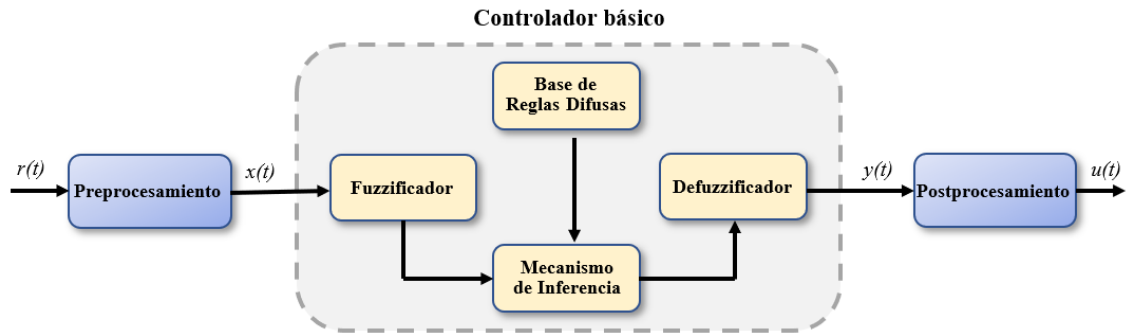 Controlador básico
Base de
Reglas Difusas
r(t)
Preprocesamiento
x(t)
Fuzzificador
Defuzzificador
y(t)
Postprocesamiento
u(t)
Mecanismo
de Inferencia